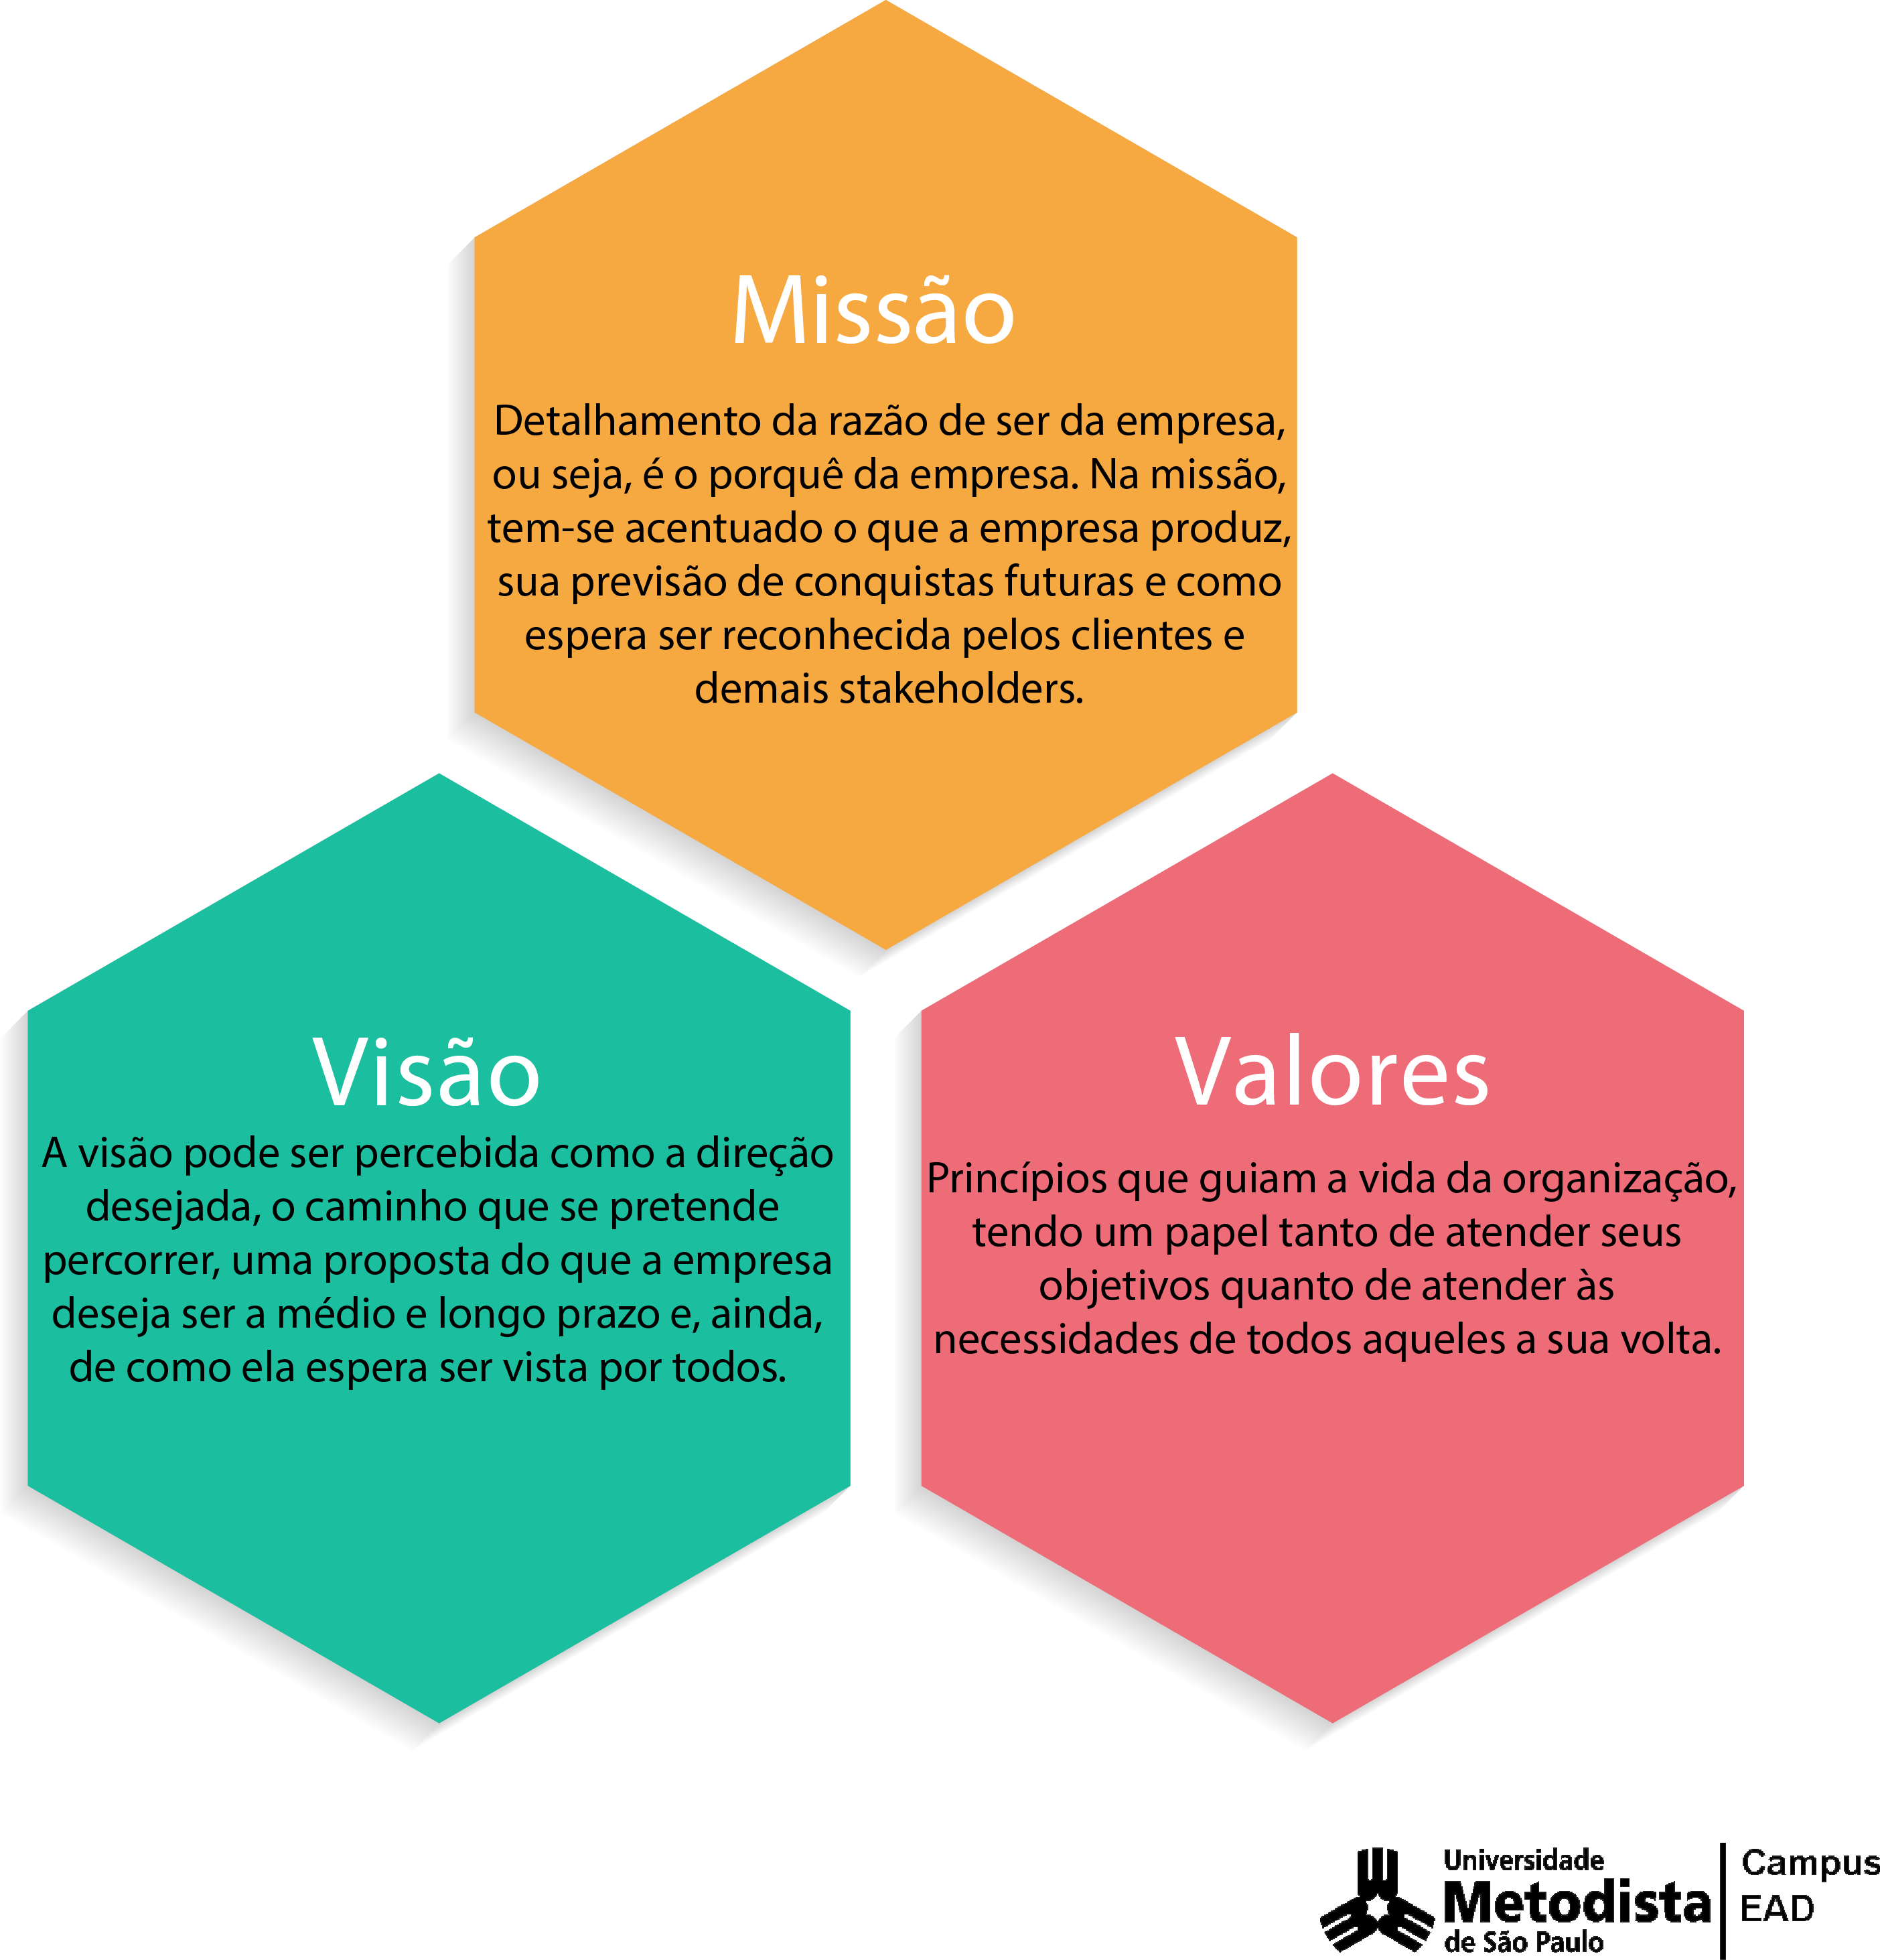 Missão
Detalhamento da razão de ser da empresa,
ou seja, é o porquê da empresa. Na missão,
tem-se acentuado o que a empresa produz,
sua previsão de conquistas futuras e como
espera ser reconhecida pelos clientes e
demais stakeholders.
Visão
A visão pode ser percebida como a direção
desejada, o caminho que se pretende
percorrer, uma proposta do que a empresa
deseja ser a médio e longo prazo e, ainda,
de como ela espera ser vista por todos.
Valores
Princípios que guiam a vida da organização,
tendo um papel tanto de atender seus
objetivos quanto de atender às
necessidades de todos aqueles a sua volta.
Universidade
Metodista
de São Paulo
Campus
EAD